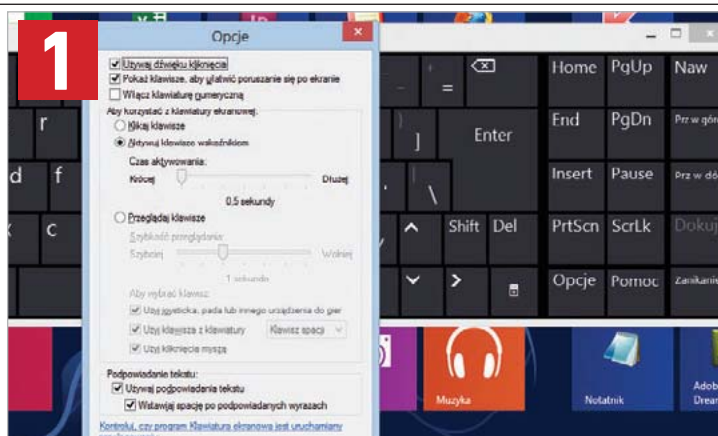 1
Opcje
Używaj dźwięku kliknięcia
Pokaż klawisze, aby ułatwić poruszanie się po ekranie
Włącz klawiaturę numeryczną
Aby korzystać z klawiatury ekranowej:
Klikaj klawisze
Aktywuj klawisze wskaźnikiem
Czas aktywowania:
Krócej
Dłużej
0,5 sekundy
Przeglądaj klawisze
Szybkość przeglądania:
Szybciej
Wolniej
1 sekunda
Aby wybrać klawisz:
Użyj joysticka, pada lub innego urządzenia do gier
Użyj klawisza z klawiatury
Klawisz spacji
Użyj kliknięcia myszą
Podpowiadanie tekstu:
Używaj podpowiadania tekstu
Wstawiaj spację po podpowiadanych wyrazach
Kontroluj, czy program Klawiatura ekranowa jest uruchamiany
- + = Home PgUp Naw
r ] Enter End PgDn Prz w gór
d f ' \ Insert Pause Prz w dó
c Shift Del PrtScn ScrLk Dokuj
Opcje Pomoc Zanikanie
Muzyka
Notatnik
Adob
Drean